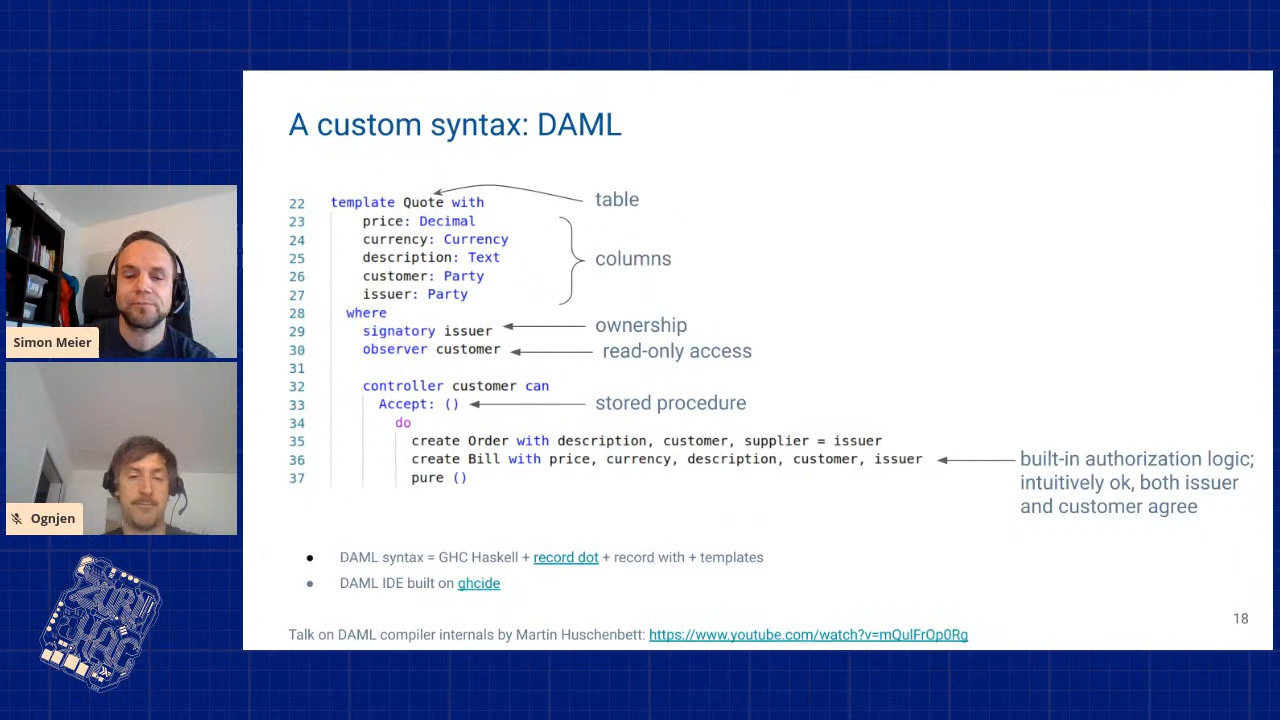 A custom syntax: DAML
22 template Quote with
table
23 price: Decimal
24 currency: Currency
25 description: Text
26 customer: Party
27 issuer: Party
columns
28 where
29 signatory issuer
ownership
30 observer customer
read-only access
31
32 controller customer can
33 Accept: ()
stored procedure
34 do
35 create Order with description, customer, supplier = issuer
36 create Bill with price, currency, description, customer, issuer
37 pure ()
built-in authorization logic;
intuitively ok, both issuer
and customer agree
• DAML syntax = GHC Haskell + record dot + record with + templates
• DAML IDE built on ghcide
18
Talk on DAML compiler internals by Martin Huschenbett: https://www.youtube.com/watch?v=mQulFrOp0Rg
Simon Meier
Ognjen
ZURI
HAC